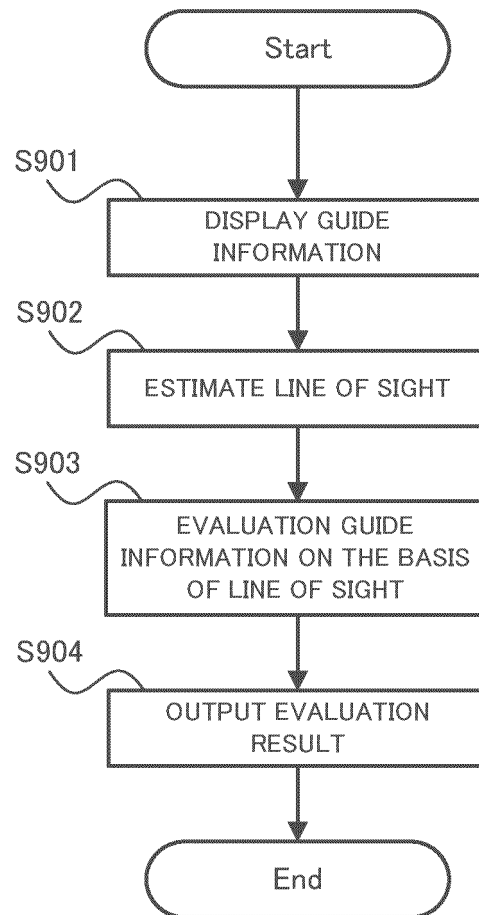 Start
S901
DISPLAY GUIDE
INFORMATION
S902
ESTIMATE LINE OF SIGHT
S903
EVALUATION GUIDE
INFORMATION ON THE BASIS
OF LINE OF SIGHT
S904
OUTPUT EVALUATION
RESULT
End